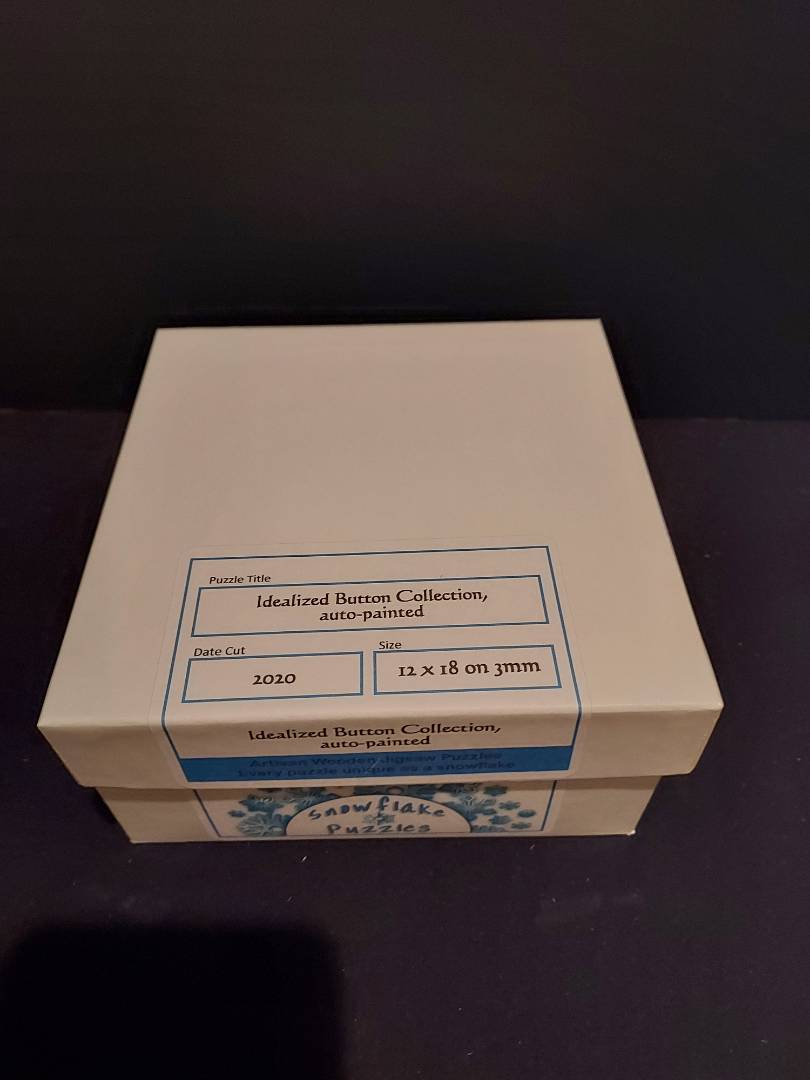 Puzzle Title
Idealized Button Collection,
auto-painted
Date Cut
Size
2020
12 x 18 on 3mm
Idealized Button Collection,
auto-painted
Artisan Wooden Jigsaw Puzzles
Every puzzle unique as a snowflake
Snowflake
Puzzles